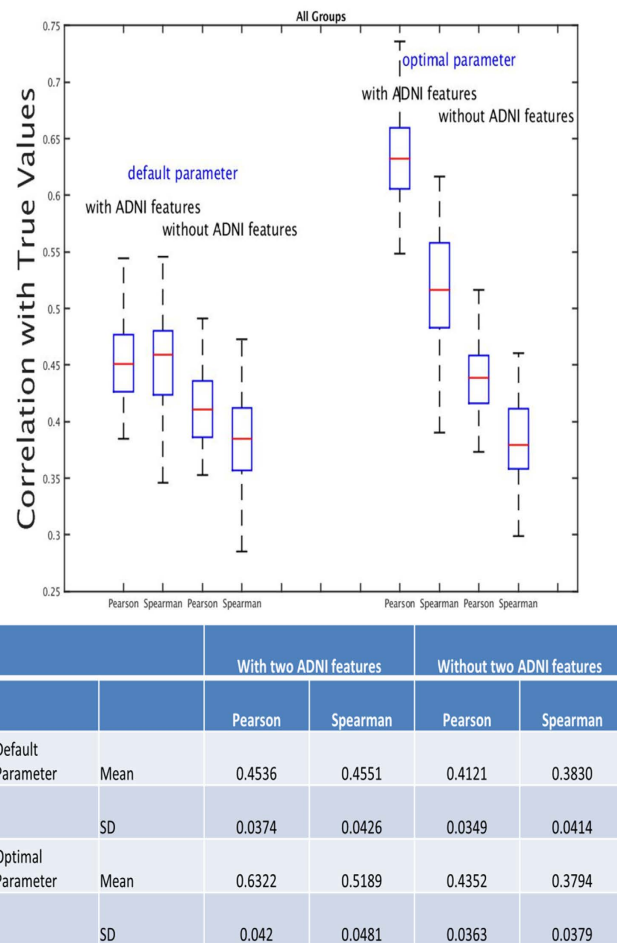 All Groups
0.75
0.7
0.65
0.6
0.55
0.5
0.45
0.4
0.35
0.3
0.25
Correlation with True Values
optimal parameter
with ADNI features
without ADNI features
default parameter
with ADNI features
without ADNI features
Pearson Spearman Pearson Spearman Pearson Spearman Pearson Spearman
With two ADNI features Without two ADNI features
Pearson Spearman Pearson Spearman
Default
Parameter Mean 0.4536 0.4551 0.4121 0.3830
SD 0.0374 0.0426 0.0349 0.0414
Optimal
Parameter Mean 0.6322 0.5189 0.4352 0.3794
SD 0.042 0.0481 0.0363 0.0379